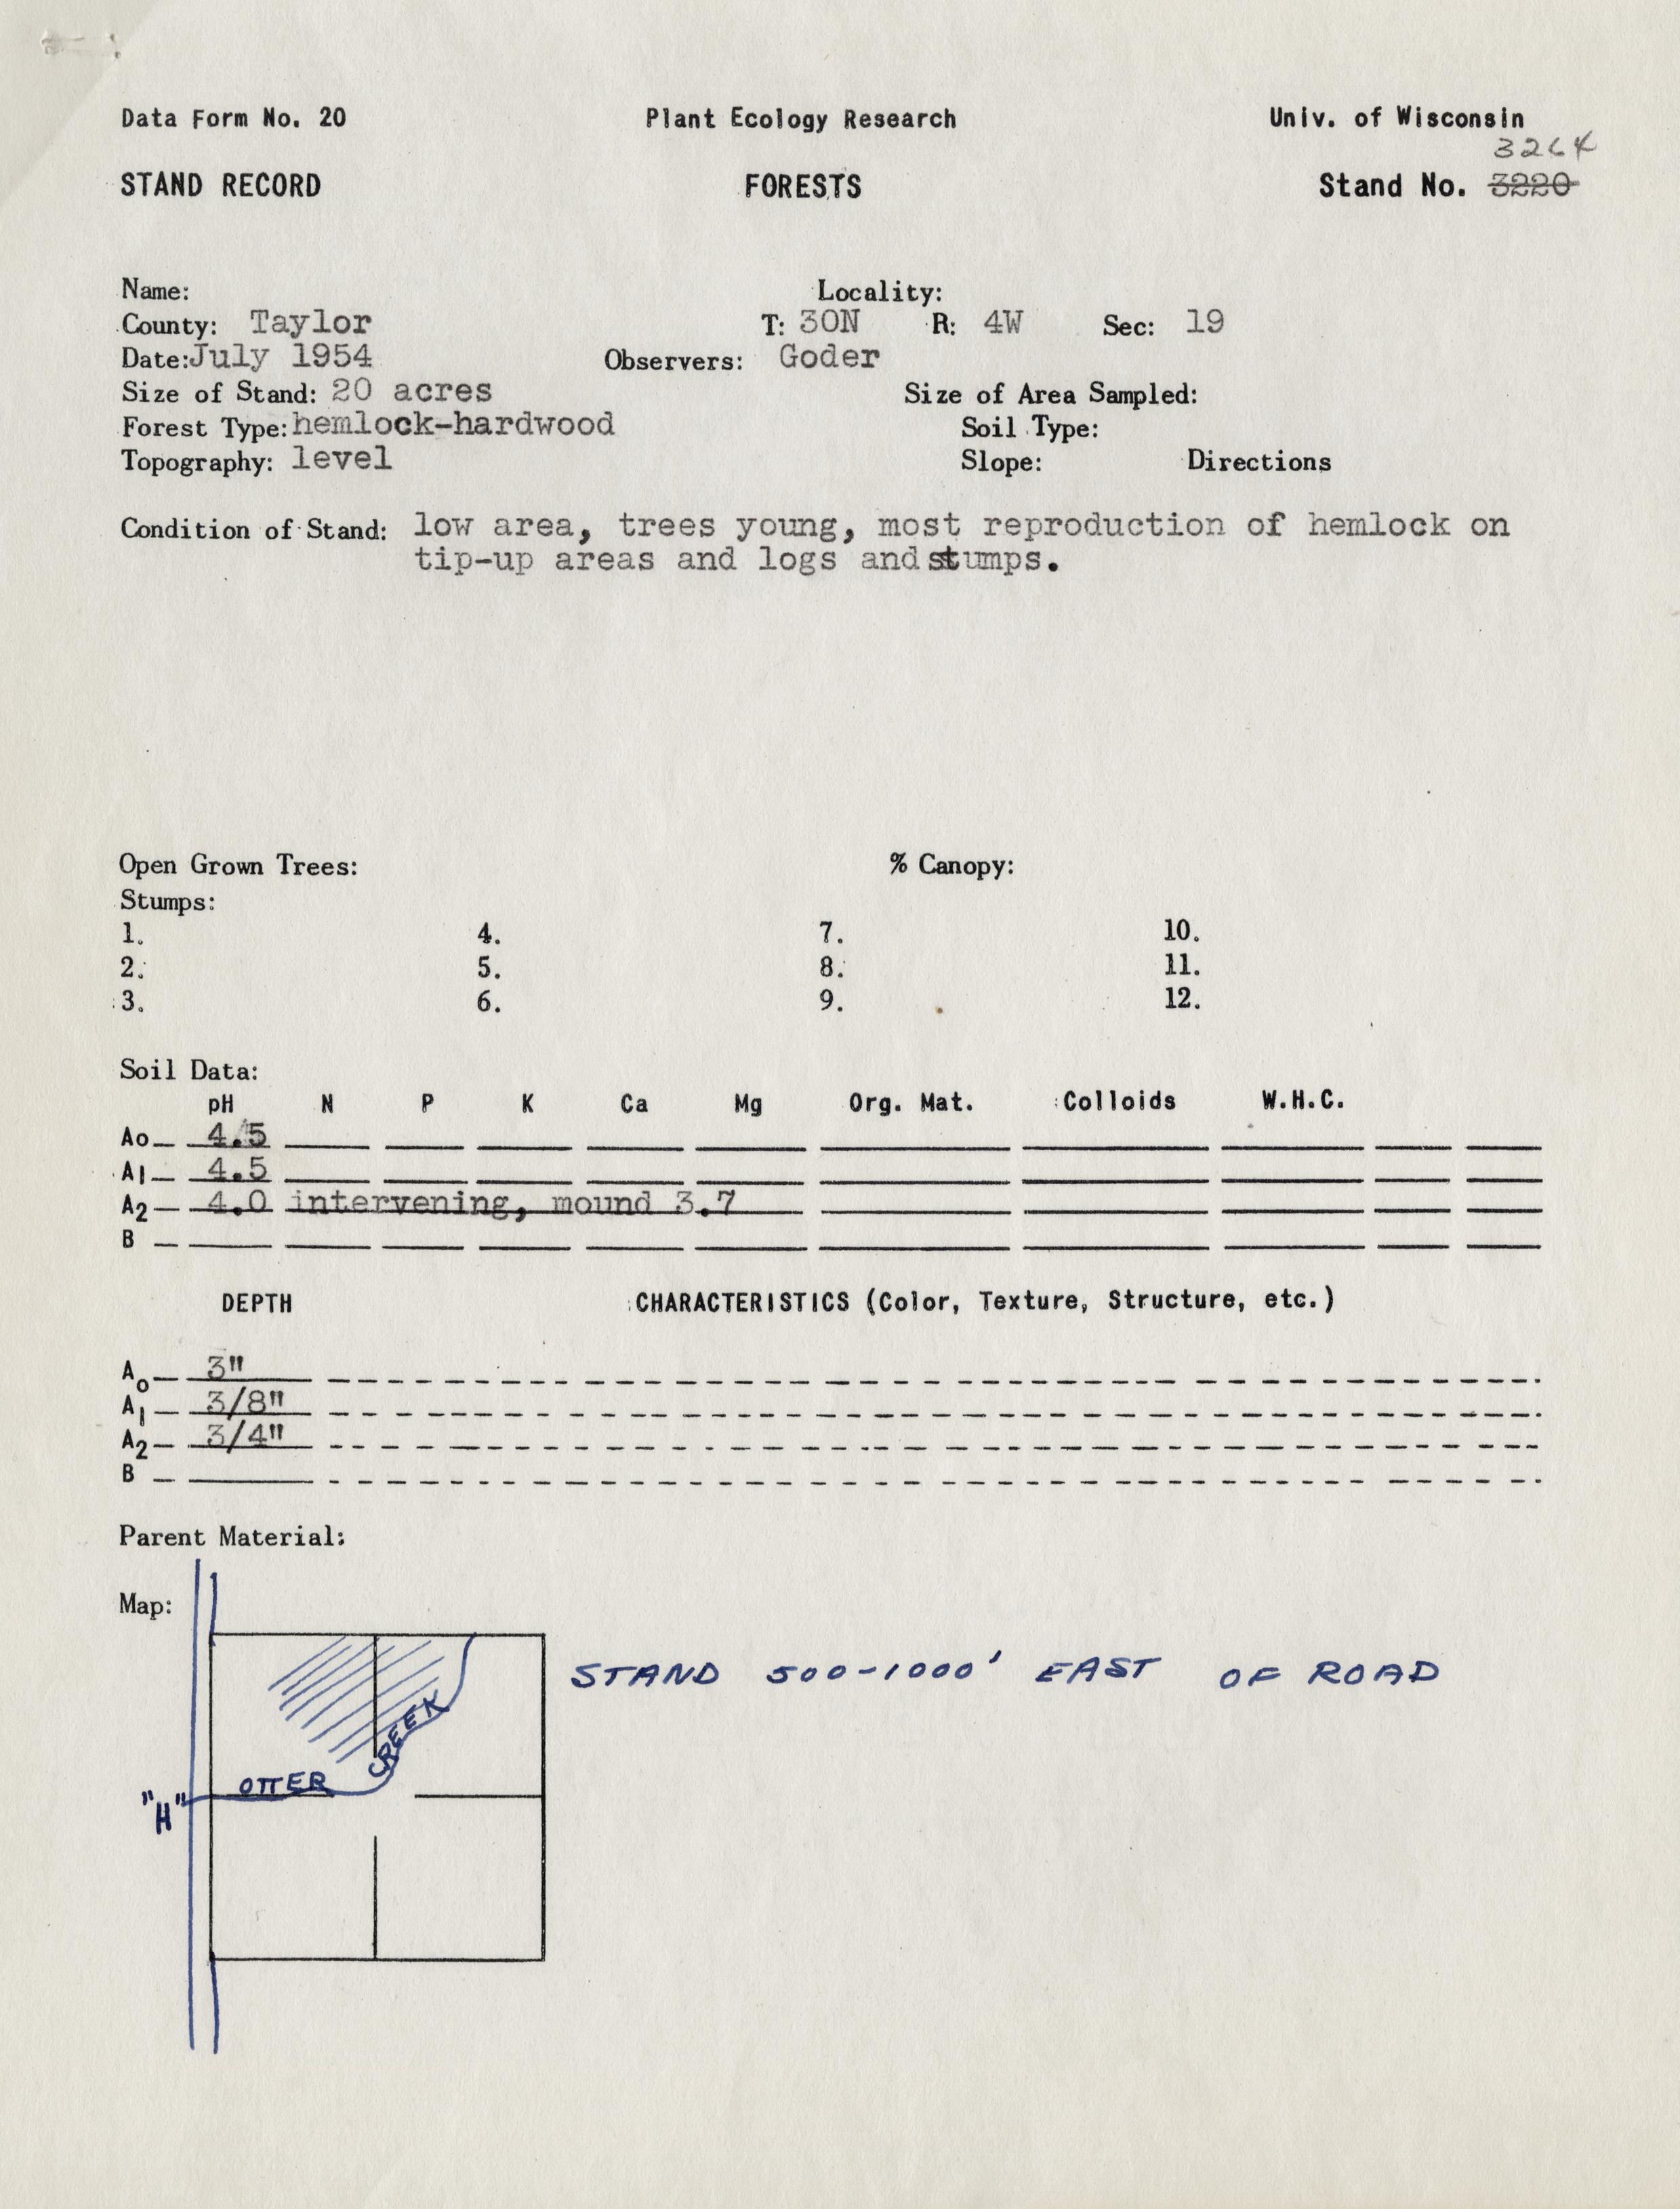 Data Form No. 20 Plant Ecology Research Univ. of Wisconsin
3264
STAND RECORD FORESTS Stand No. 3220
Name: Locality:
County: Taylor T: 30N R: 4W Sec: 19
Date: July 1954 Observers: Goder
Size of Stand: 20 acres Size of Area Sampled:
Forest Type: hemlock-hardwood Soil Type:
Topography: level Slope: Directions
Condition of Stand: low area, trees young, most reproduction of hemlock on
tip-up areas and logs and stumps.
Open Grown Trees: % Canopy:
Stumps:
1. 4. 7. 10.
2. 5. 8. 11.
3. 6. 9. 12.
Soil Data:
pH N P K Ca Mg Org. Mat. Colloids W.H.C.
Ao 4.5
A1 4.5
A2 4.0 intervening, mound 3.7
B
DEPTH CHARACTERISTICS (Color, Texture, Structure, etc.)
Ao 3"
A1 3/8"
A2 3/4"
B
Parent Material:
Map:
STAND 500-1000' EAST OF ROAD
CREEK
OTTER
"H"